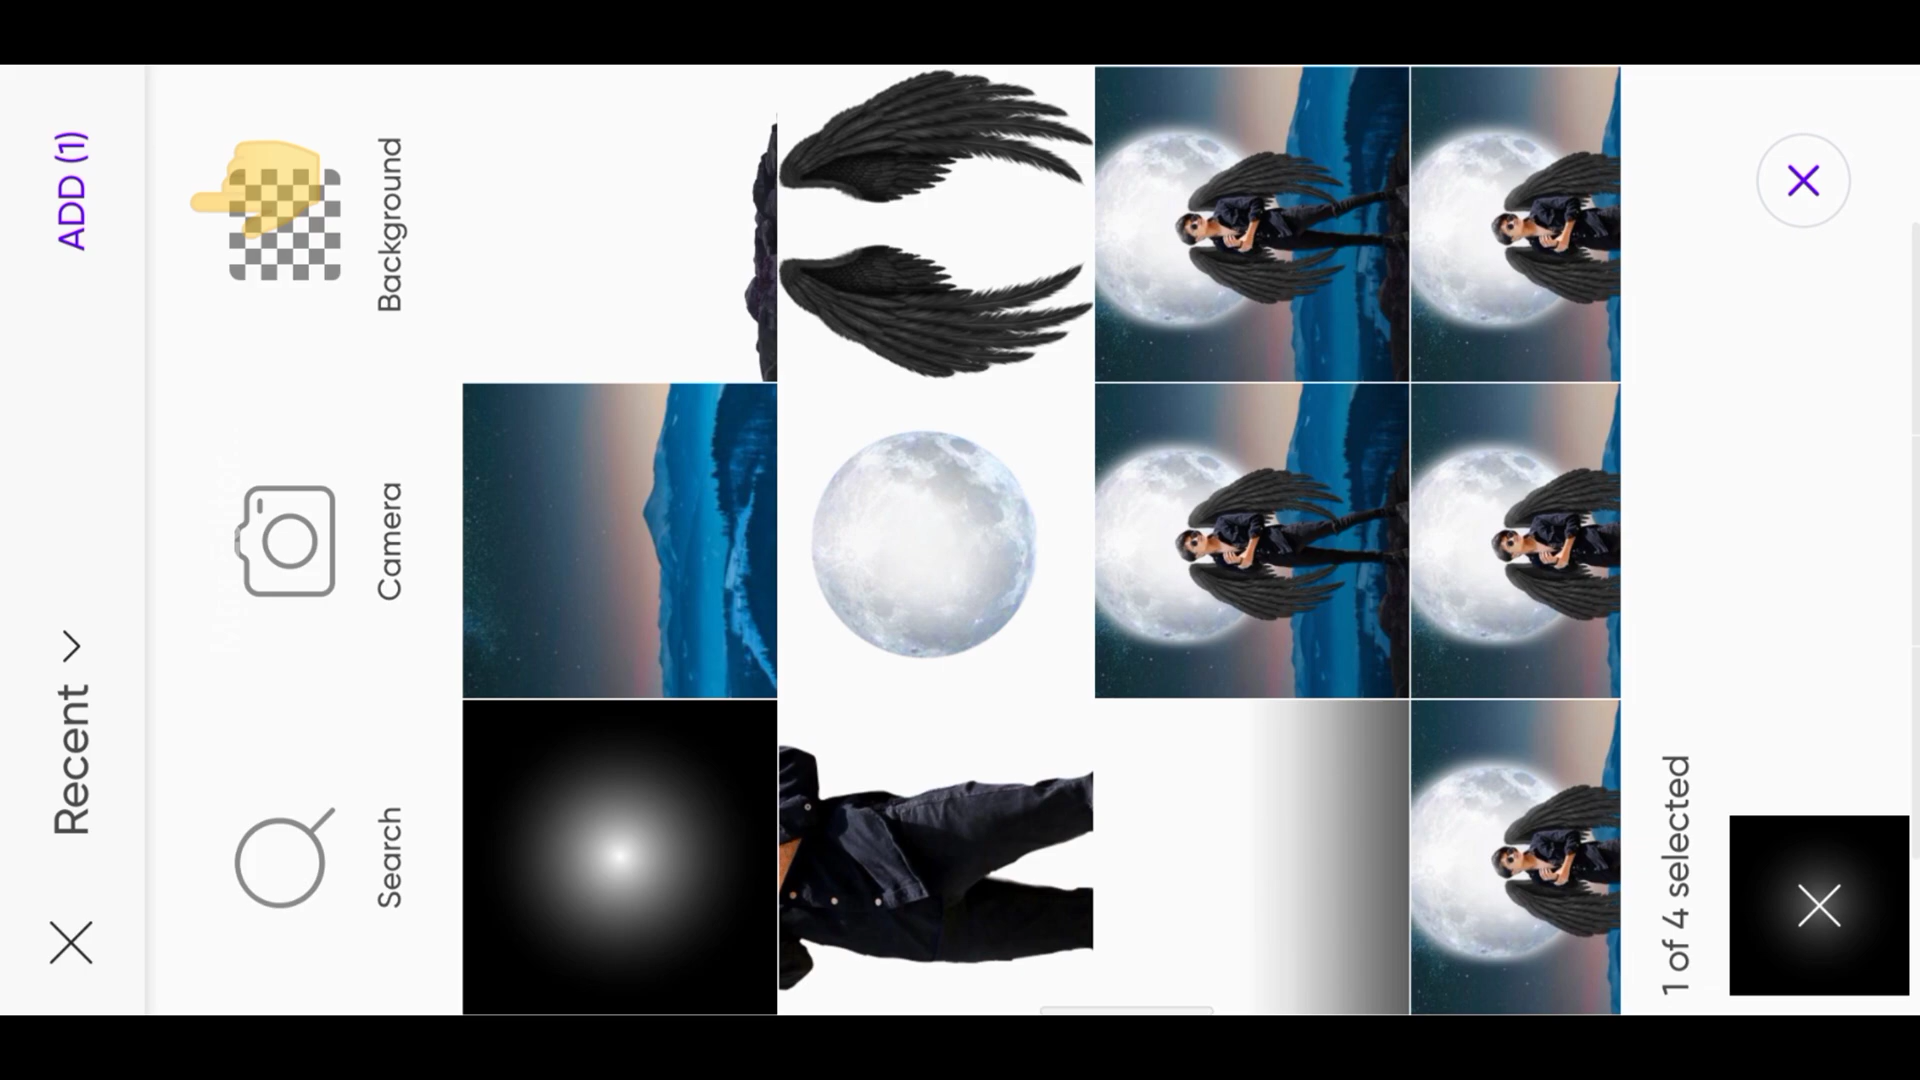 Recent
ADD (1)
Search
Camera
Background
1 of 4 selected